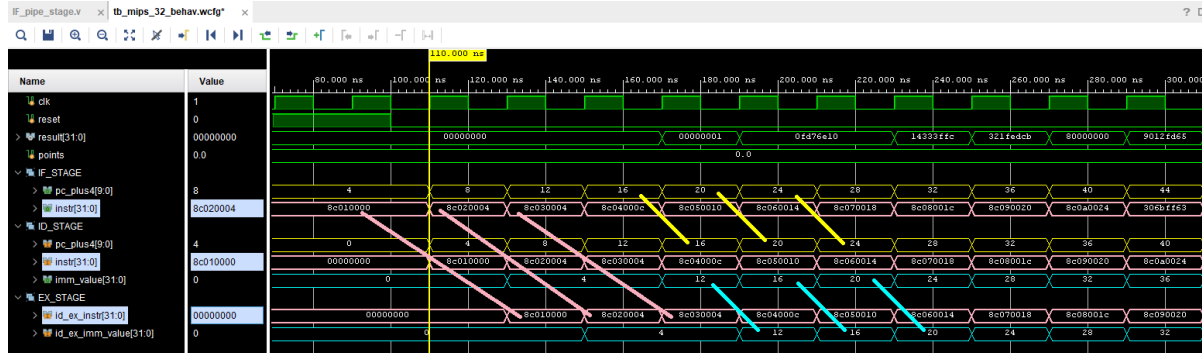 IF_pipe_stage.v × tb_mips_32_behav.wcfg* × ?
110.000 ns
Name Value 80.000 ns 100.000 ns 120.000 ns 140.000 ns 160.000 ns 180.000 ns 200.000 ns 220.000 ns 240.000 ns 260.000 ns 280.000 ns 300.000
clk 1
reset 0
result[31:0] 00000000 00000000 00000001 0fd76e10 14333ffc 321fedcb 80000000 9012fd65
points 0.0 0.0
IF_STAGE
pc_plus4[9:0] 8 4 8 12 16 20 24 28 32 36 40 44
instr[31:0] 8c020004 8c010000 8c020004 8c030004 8c04000c 8c050010 8c060014 8c070018 8c08001c 8c090020 8c0a0024 306bff63
ID_STAGE
pc_plus4[9:0] 4 0 4 8 12 16 20 24 28 32 36 40
instr[31:0] 8c010000 00000000 8c010000 8c020004 8c030004 8c04000c 8c050010 8c060014 8c070018 8c08001c 8c090020 8c0a0024
imm_value[31:0] 0 0 4 12 16 20 24 28 32 36
EX_STAGE
id_ex_instr[31:0] 00000000 00000000 8c010000 8c020004 8c030004 8c04000c 8c050010 8c060014 8c070018 8c08001c 8c090020
id_ex_imm_value[31:0] 0 0 4 12 16 20 24 28 32